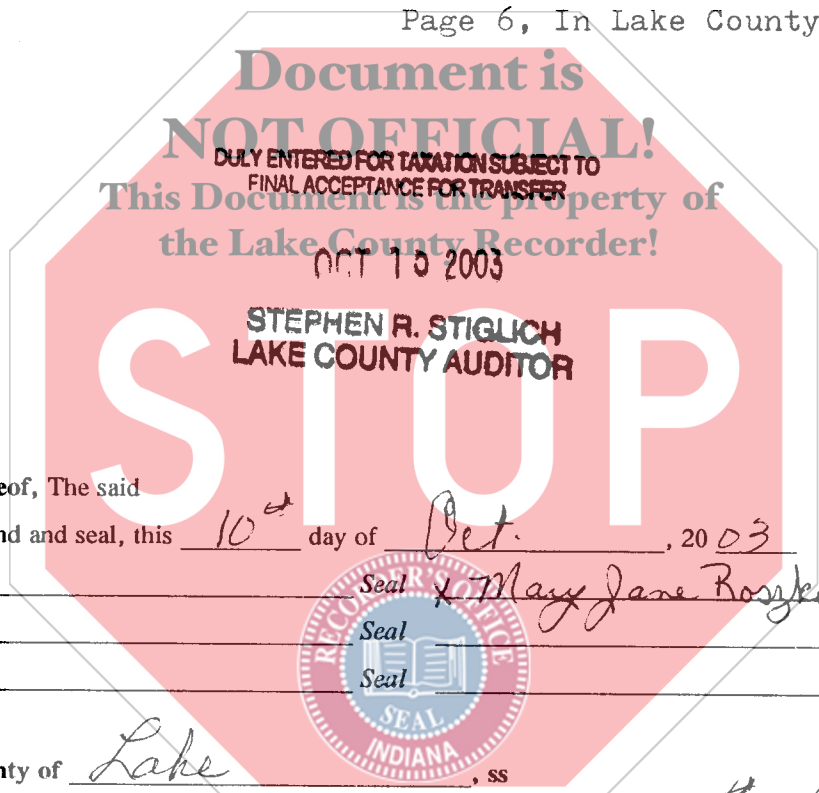 Page 6, In Lake County
Document is
NOT OFFICIAL!
DULY ENTERED FOR TAXATION SUBJECT TO
FINAL ACCEPTANCE FOR TRANSFER
This Document is the property of
the Lake County Recorder!
OCT 2003
STEPHEN R. STIGLICH
LAKE COUNTY AUDITOR
STOP
eof, The said
nd and seal, this 10th day of Oct. , 20 03
Seal x Mary Jane
Seal
Seal
RECORDER'S OFFICE
SEAL
INDIANA
nty of Lake , ss